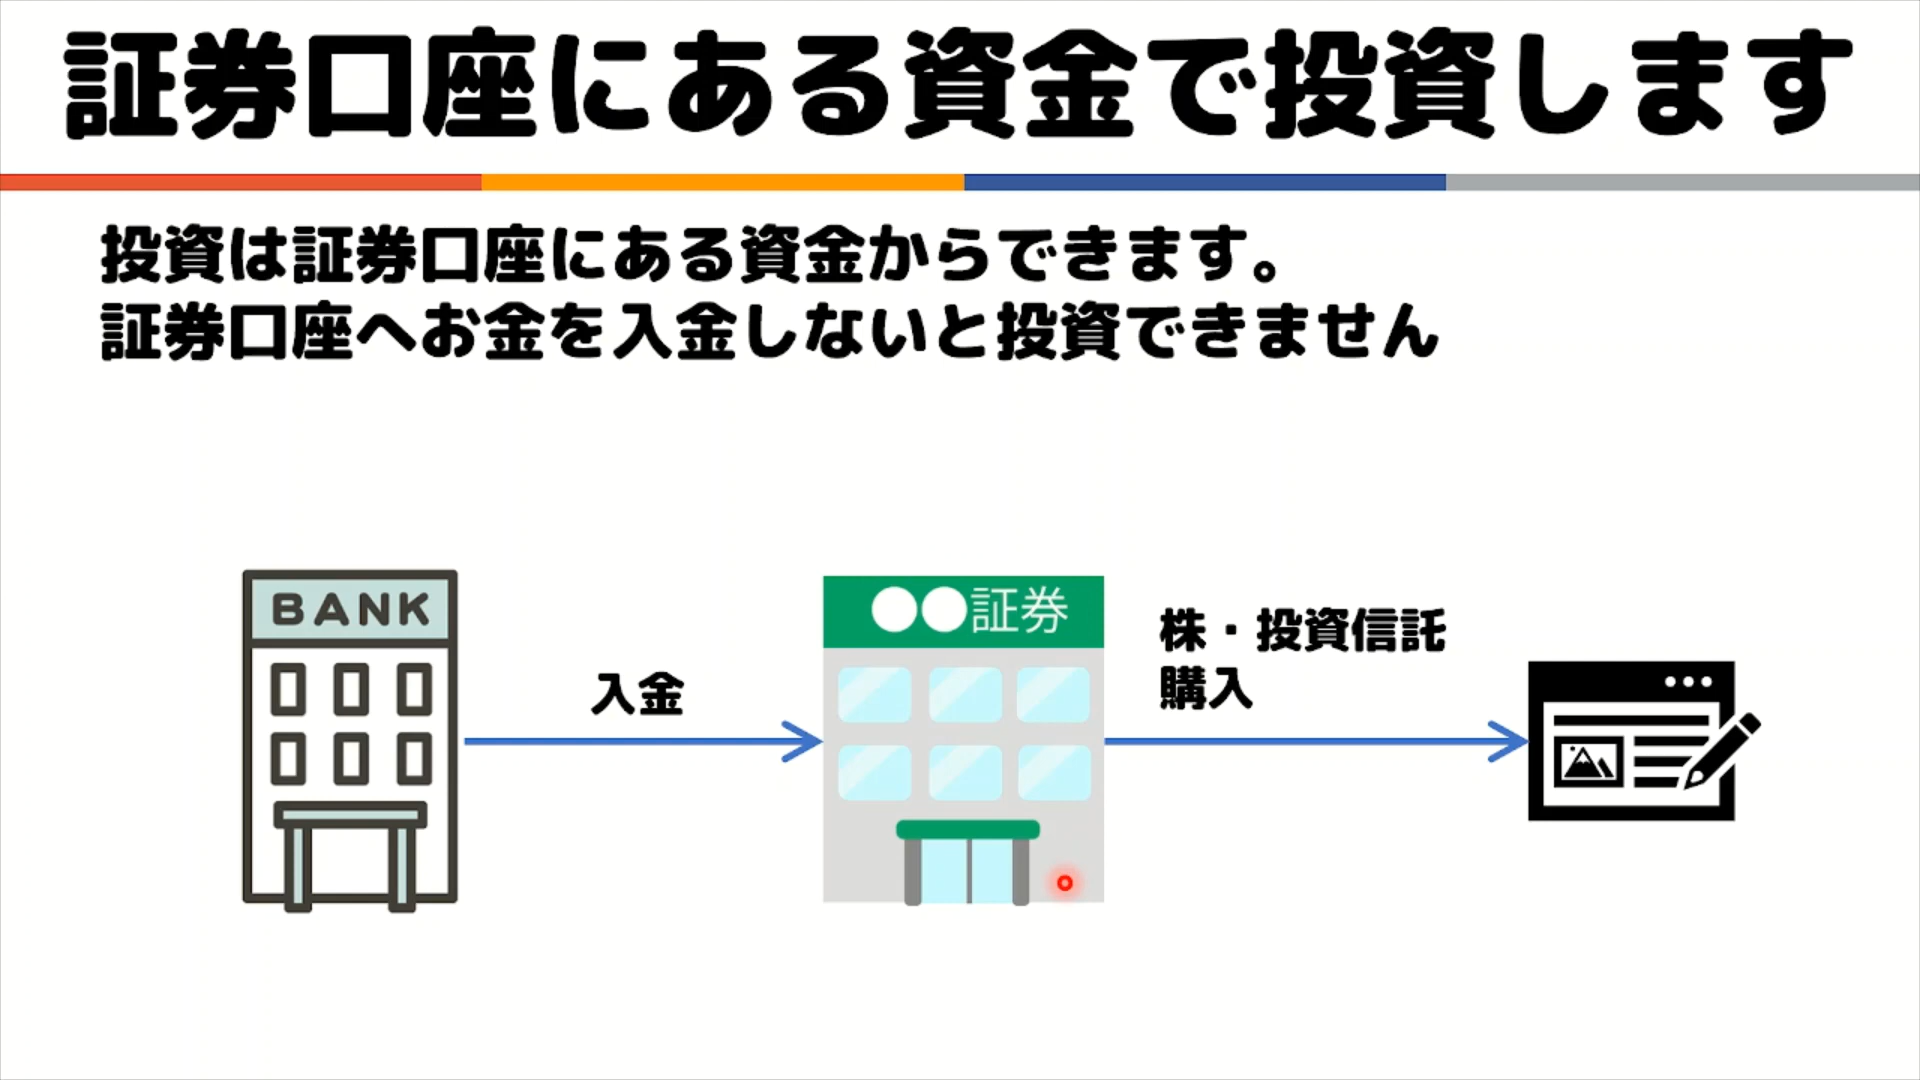 証券口座にある資金で投資します
投資は証券口座にある資金からできます。
証券口座へお金を入金しないと投資できません
BANK
入金
●●証券
株・投資信託
購入